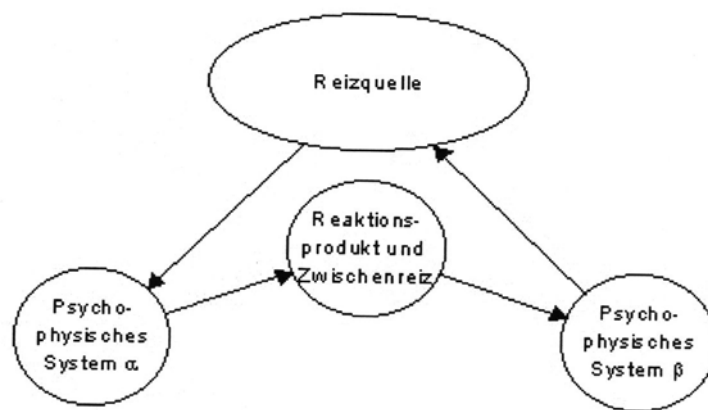 Reizquelle
Reaktions-
produkt und
Zwischenreiz
Psycho-
physisches
System α
Psycho-
physisches
System β